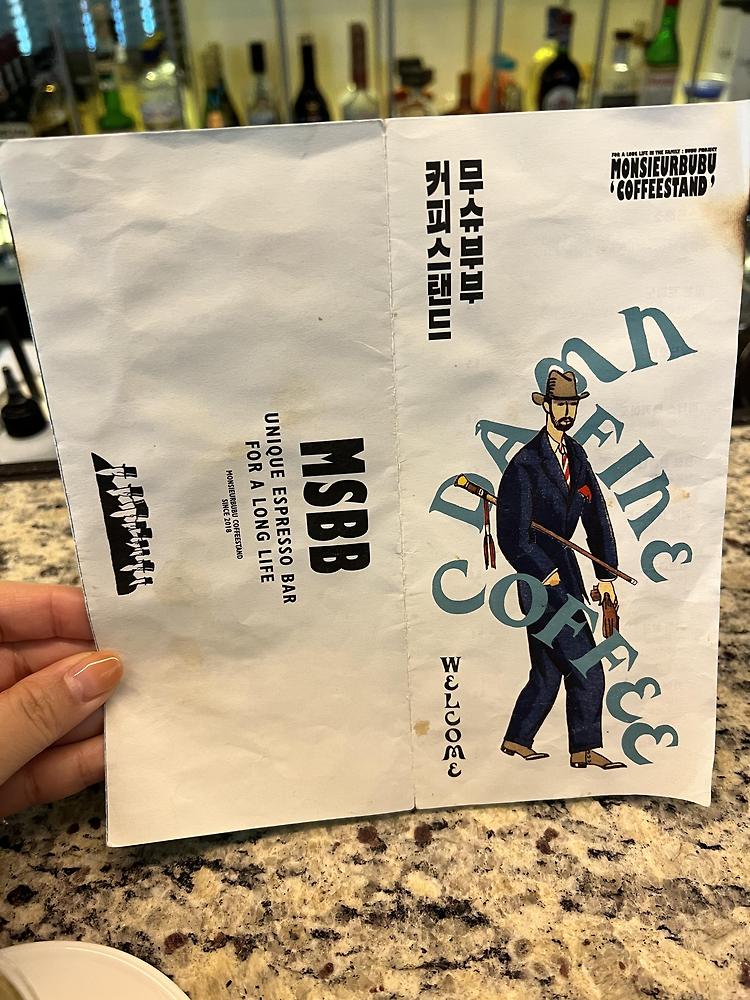 MSBB
UNIQUE ESPRESSO BAR
FOR A LONG LIFE
MONSIEURBUBU COFFEESTAND
SINCE 2018
FOR A LONG LIFE IN THE FAMILY : BUBU PROJECT
MONSIEURBUBU
'COFFEESTAND'
무슈부부
커피스탠드
DAMN
FINE
COFFEE
WELCOME